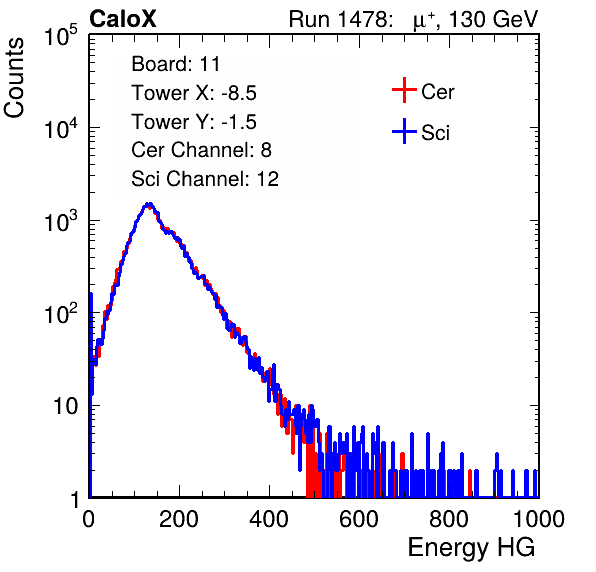 CaloX Run 1478: μ⁺, 130 GeV
Counts
10⁵
10⁴
10³
10²
10
1
Board: 11
Tower X: -8.5
Tower Y: -1.5
Cer Channel: 8
Sci Channel: 12
Cer
Sci
0 200 400 600 800 1000
Energy HG